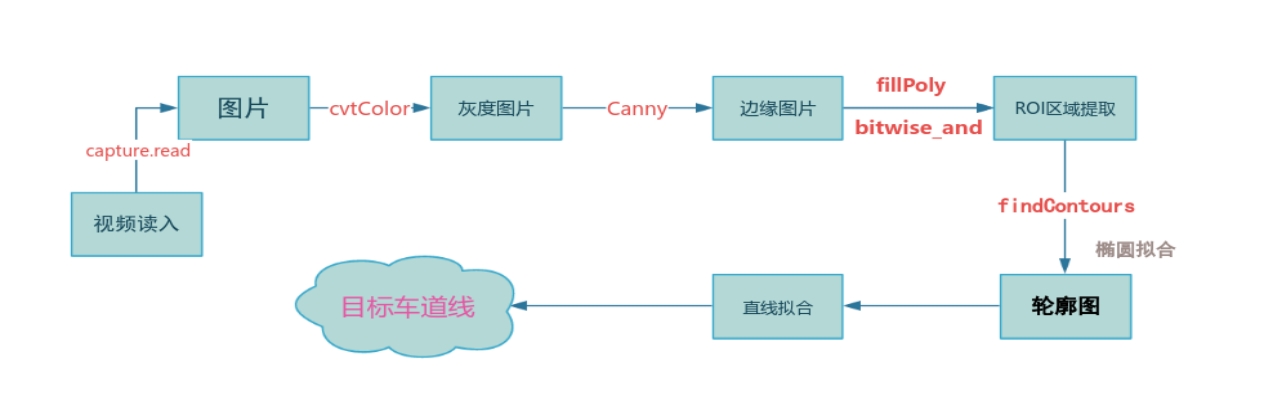 视频读入
capture.read
图片
cvtColor
灰度图片
Canny
边缘图片
fillPoly
bitwise_and
ROI区域提取
findContours
椭圆拟合
轮廓图
直线拟合
目标车道线